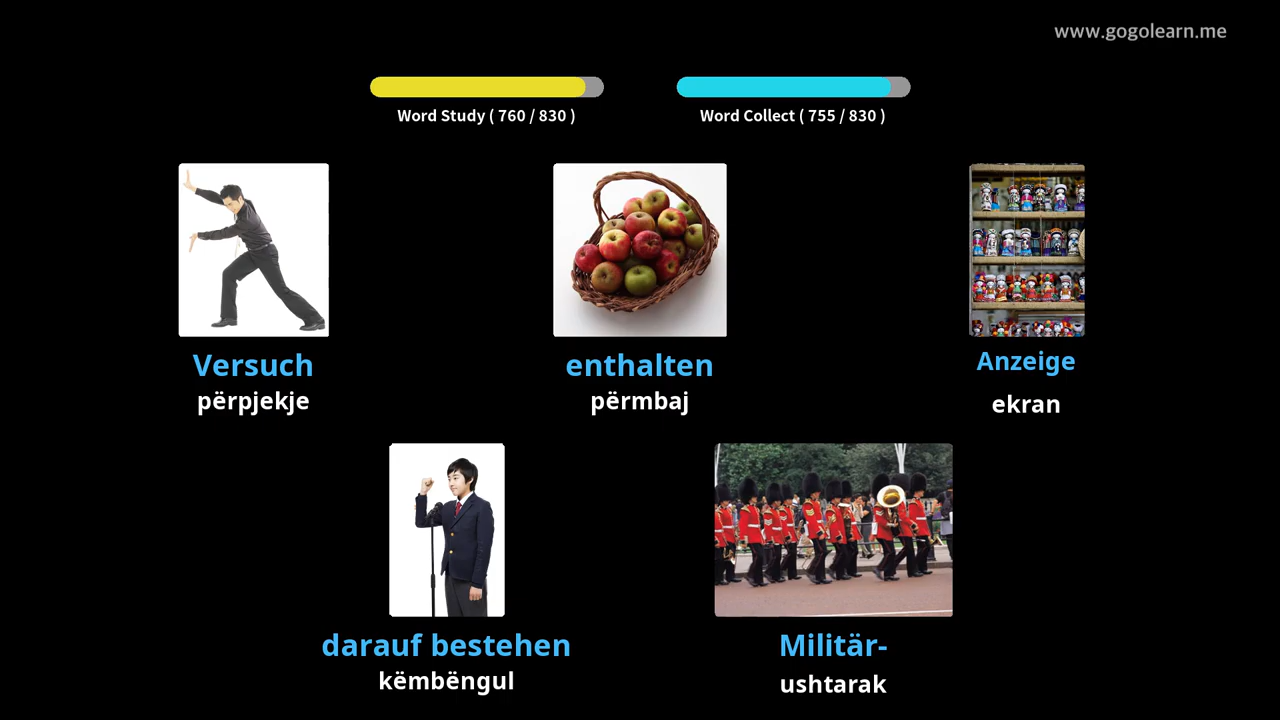 www.gogolearn.me
Word Study ( 760 / 830 )
Word Collect ( 755 / 830 )
Versuch
përpjekje
enthalten
përmbaj
Anzeige
ekran
darauf bestehen
këmbëngul
Militär-
ushtarak